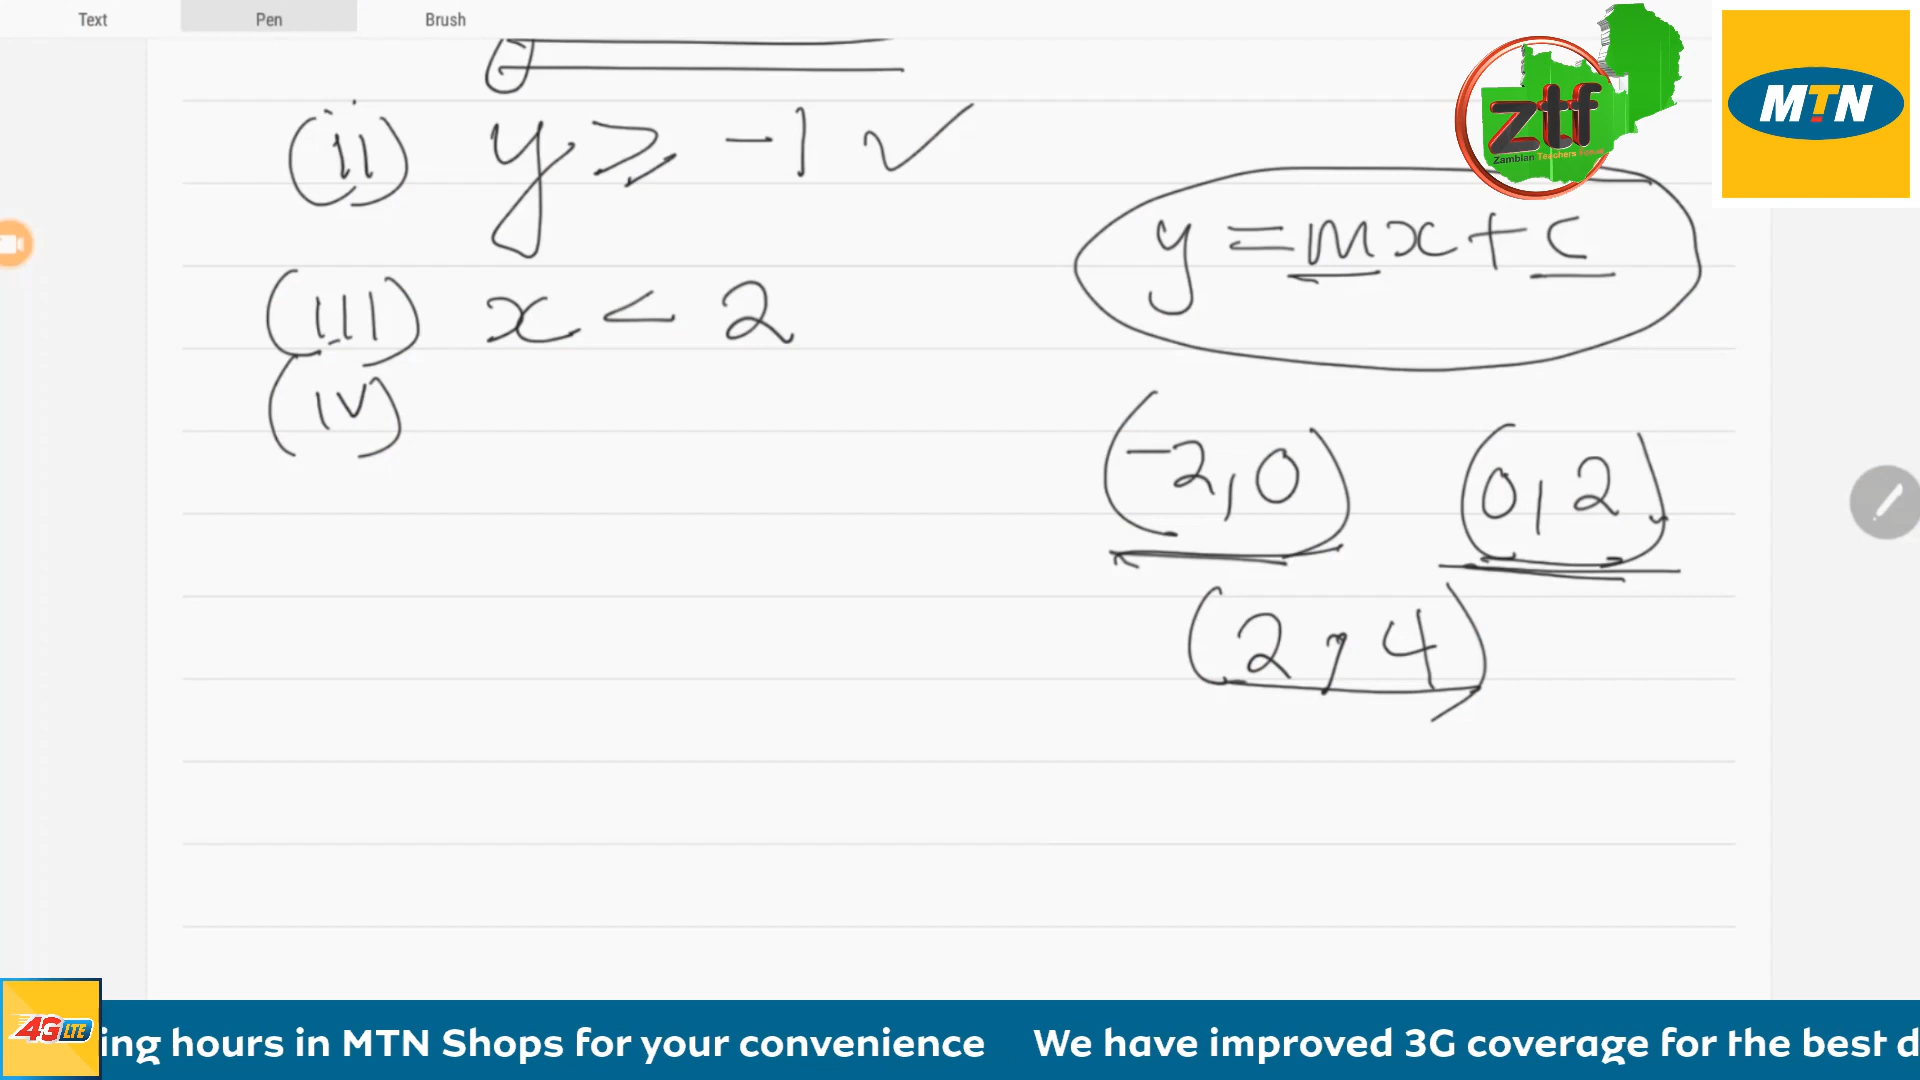 Text Pen Brush
(ii) y ⩾ -1 ✓
y = mx + c
(iii) x < 2
(iv)
(-2, 0) (0, 2)
(2, 4)
ztf
Zambian Teachers Forum
MTN
4G LTE
ing hours in MTN Shops for your convenience We have improved 3G coverage for the best d